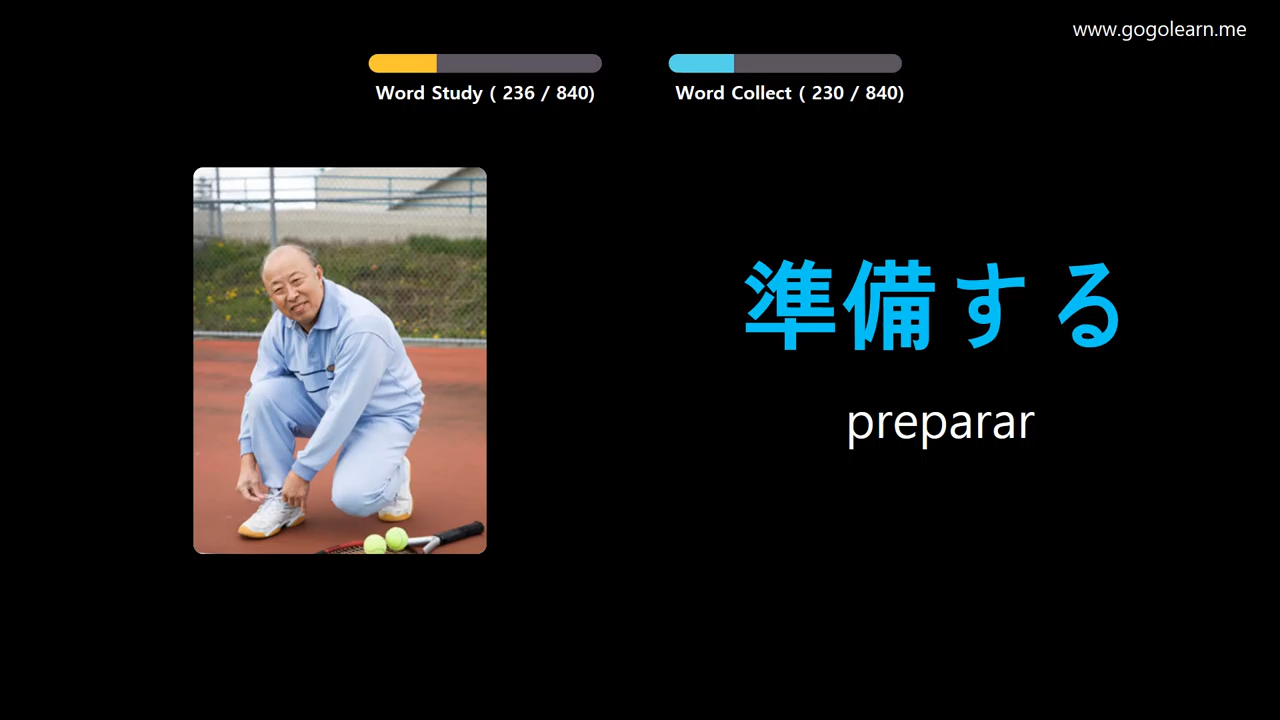 www.gogolearn.me
Word Study ( 236 / 840)
Word Collect ( 230 / 840)
準備する
preparar